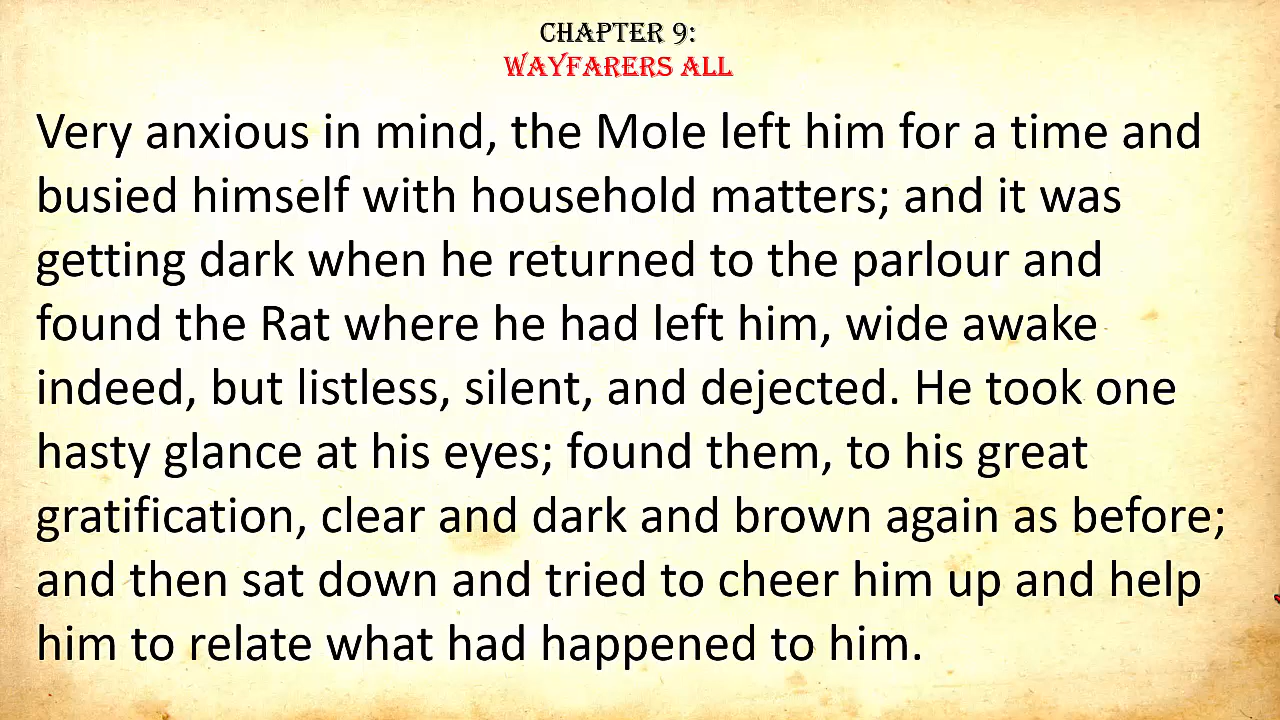 CHAPTER 9:
WAYFARERS ALL
Very anxious in mind, the Mole left him for a time and
busied himself with household matters; and it was
getting dark when he returned to the parlour and
found the Rat where he had left him, wide awake
indeed, but listless, silent, and dejected. He took one
hasty glance at his eyes; found them, to his great
gratification, clear and dark and brown again as before;
and then sat down and tried to cheer him up and help
him to relate what had happened to him.